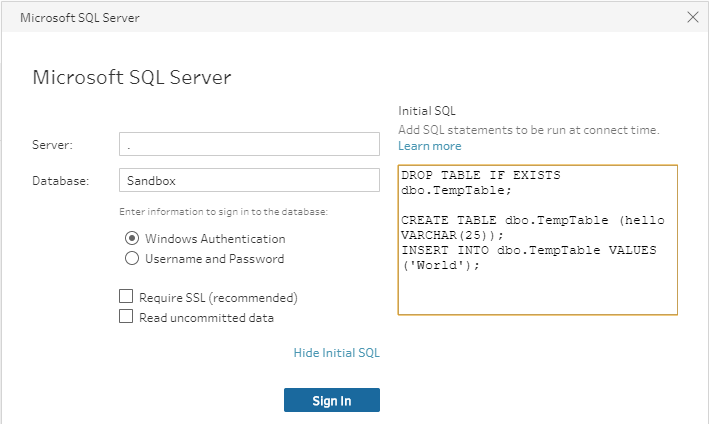 Microsoft SQL Server
Microsoft SQL Server
Server:
.
Database:
Sandbox
Enter information to sign in to the database:
Windows Authentication
Username and Password
Require SSL (recommended)
Read uncommitted data
Hide Initial SQL
Sign In
Initial SQL
Add SQL statements to be run at connect time.
Learn more
DROP TABLE IF EXISTS
dbo.TempTable;
CREATE TABLE dbo.TempTable (hello
VARCHAR(25));
INSERT INTO dbo.TempTable VALUES
('World');